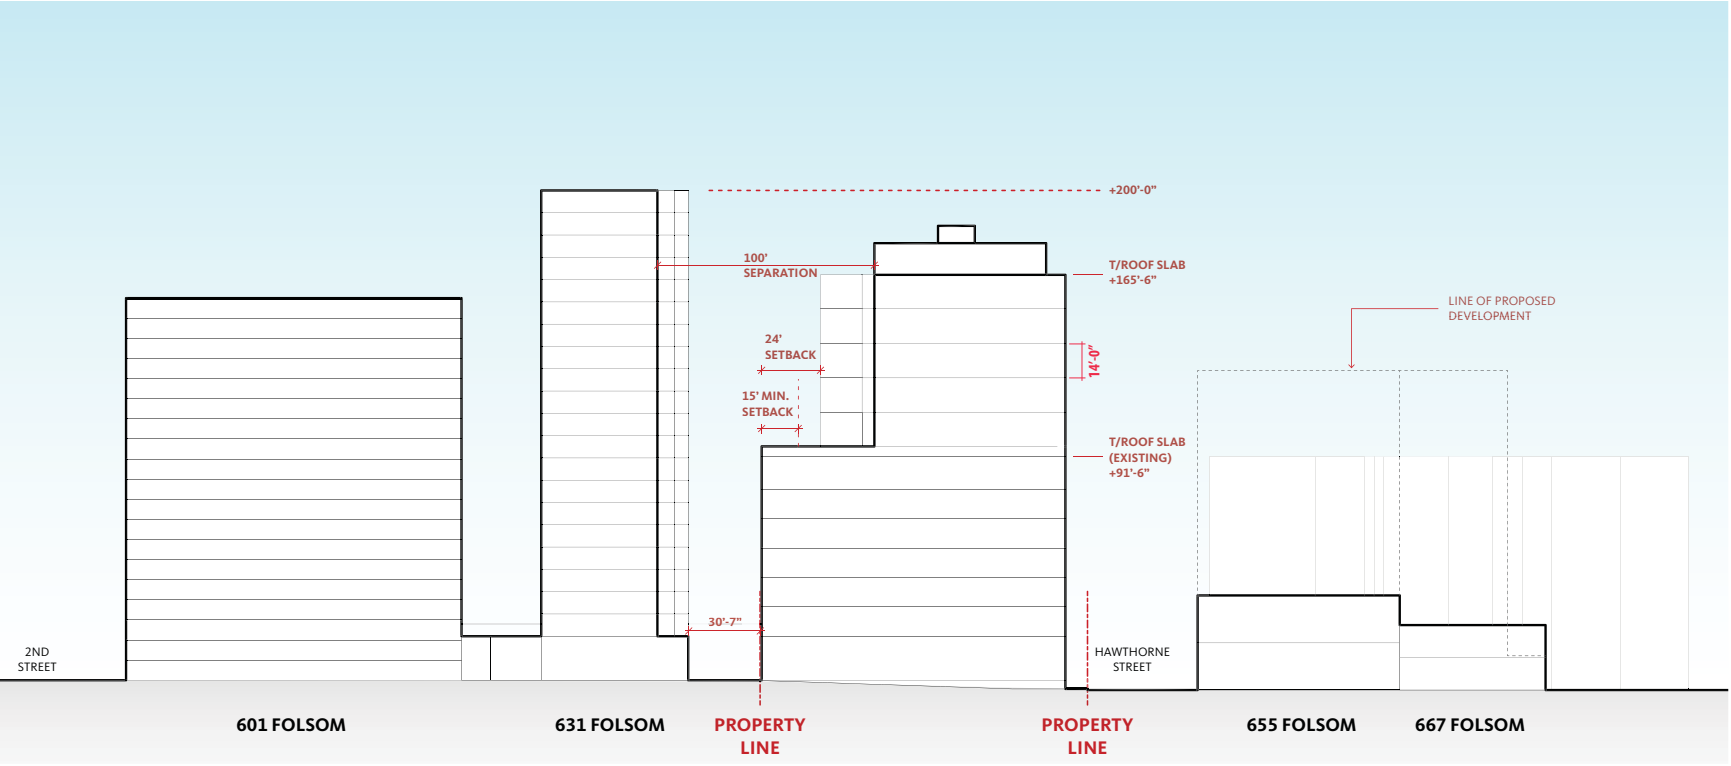 +200'-0"
100'
SEPARATION
T/ROOF SLAB
+165'-6"
LINE OF PROPOSED
DEVELOPMENT
24'
SETBACK
14'-0"
15' MIN.
SETBACK
T/ROOF SLAB
(EXISTING)
+91'-6"
30'-7"
2ND
STREET
HAWTHORNE
STREET
601 FOLSOM
631 FOLSOM
PROPERTY
LINE
PROPERTY
LINE
655 FOLSOM
667 FOLSOM